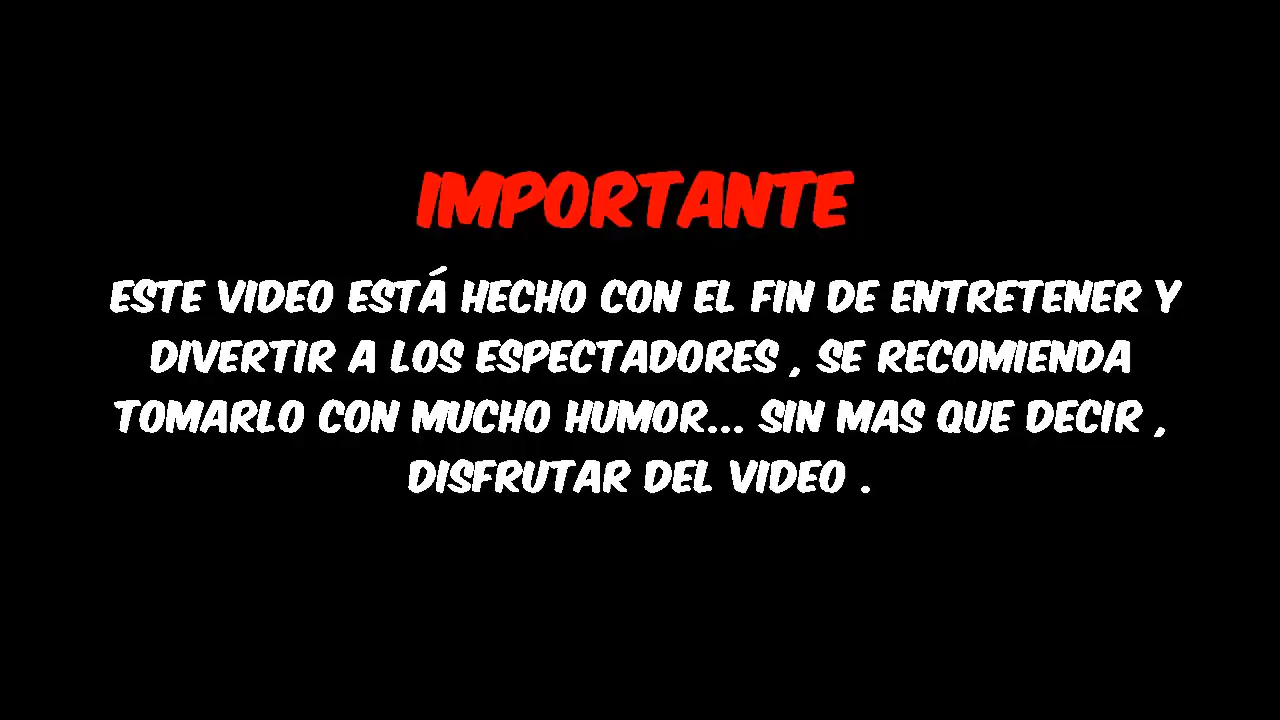 IMPORTANTE
ESTE VIDEO ESTÁ HECHO CON EL FIN DE ENTRETENER Y
DIVERTIR A LOS ESPECTADORES , SE RECOMIENDA
TOMARLO CON MUCHO HUMOR... SIN MAS QUE DECIR ,
DISFRUTAR DEL VIDEO .